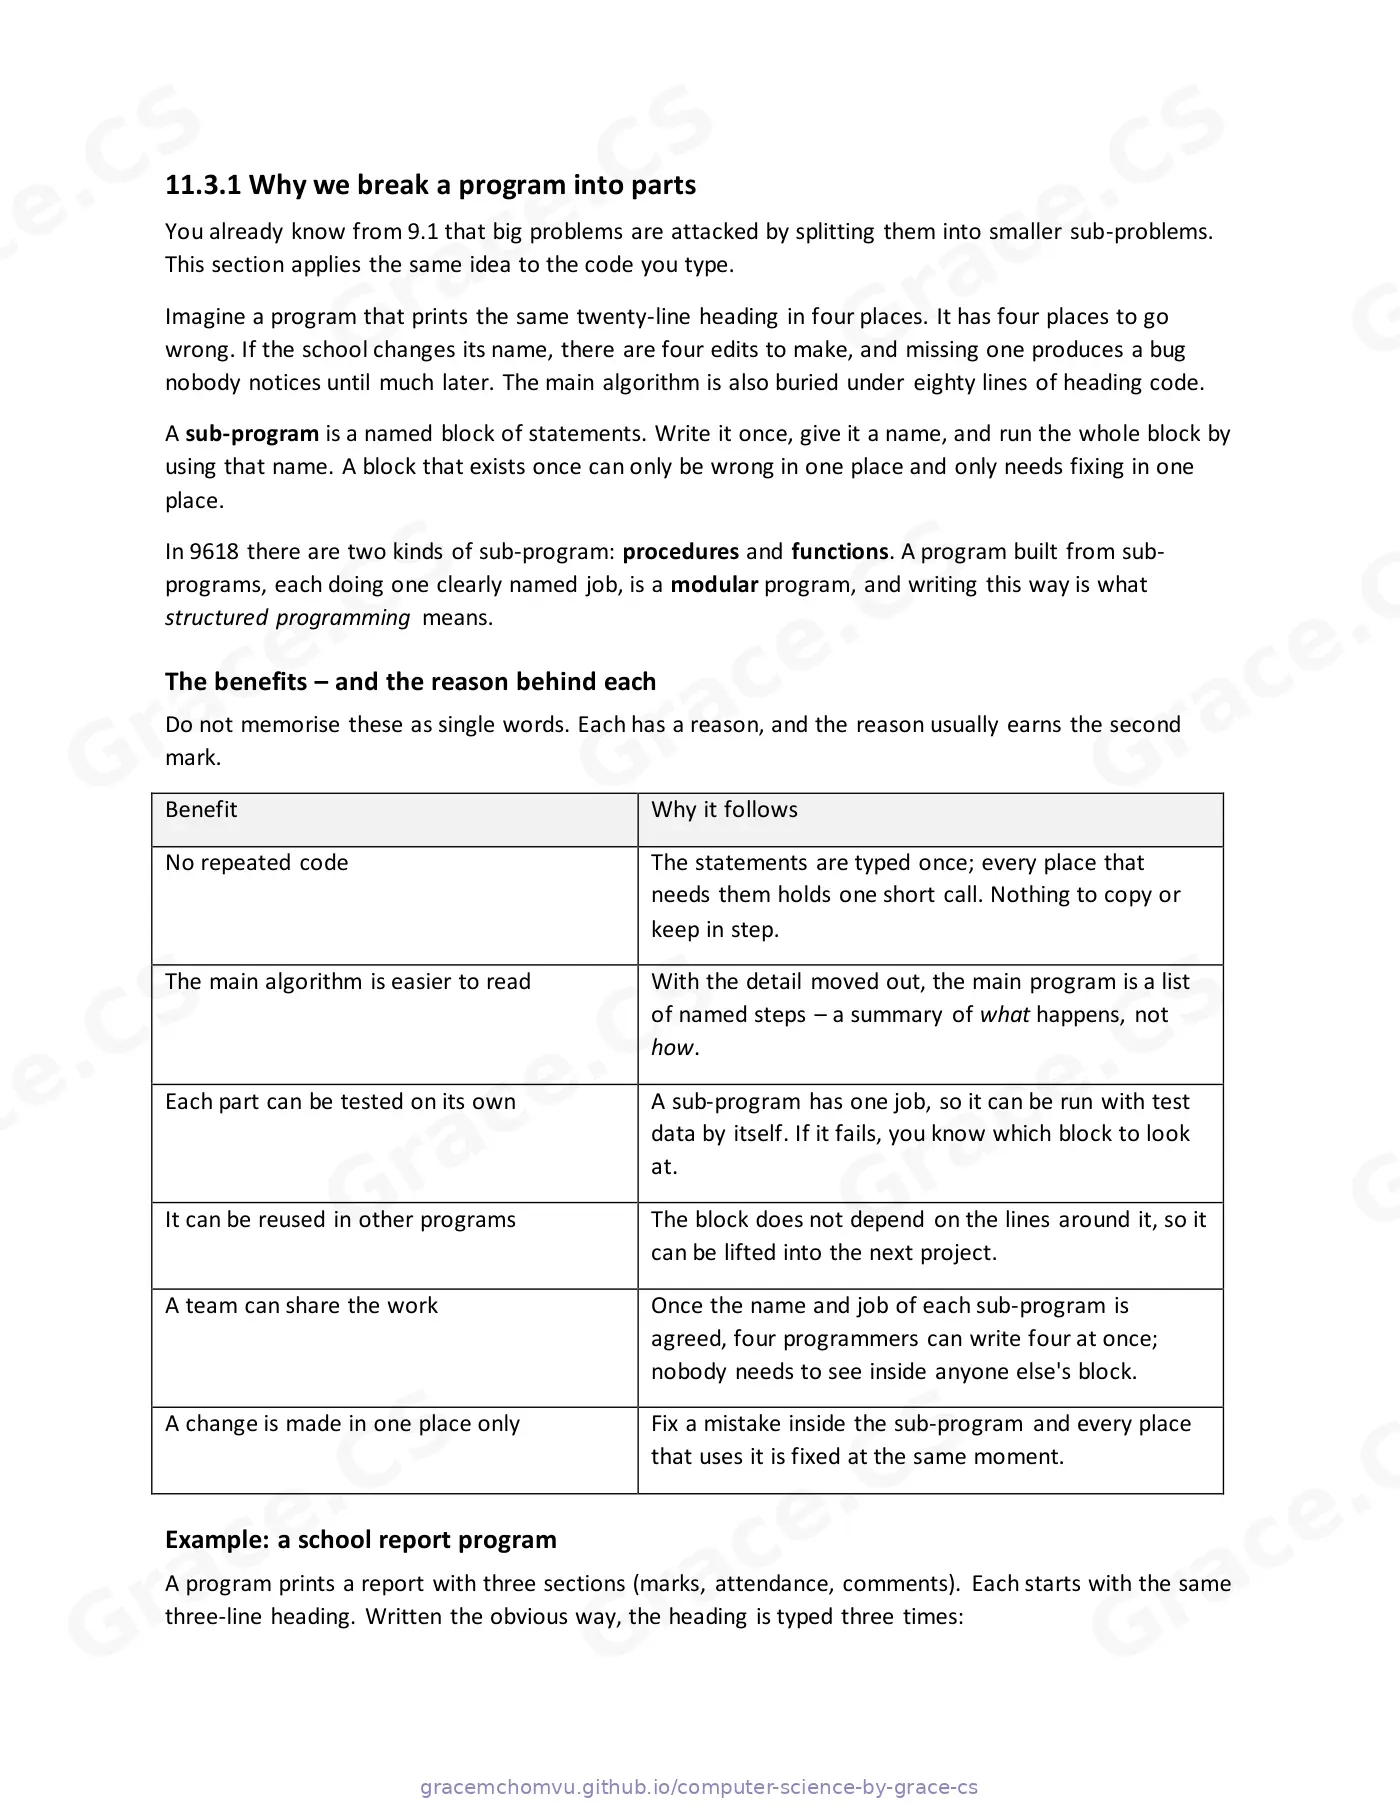 11.3.1 Why we break a program into parts
You already know from 9.1 that big problems are attacked by splitting them into smaller sub-problems.
This section applies the same idea to the code you type.
Imagine a program that prints the same twenty-line heading in four places. It has four places to go
wrong. If the school changes its name, there are four edits to make, and missing one produces a bug
nobody notices until much later. The main algorithm is also buried under eighty lines of heading code.
A sub-program is a named block of statements. Write it once, give it a name, and run the whole block by
using that name. A block that exists once can only be wrong in one place and only needs fixing in one
place.
In 9618 there are two kinds of sub-program: procedures and functions. A program built from sub-
programs, each doing one clearly named job, is a modular program, and writing this way is what
structured programming means.
The benefits – and the reason behind each
Do not memorise these as single words. Each has a reason, and the reason usually earns the second
mark.
Benefit
Why it follows
No repeated code
The statements are typed once; every place that
needs them holds one short call. Nothing to copy or
keep in step.
The main algorithm is easier to read
With the detail moved out, the main program is a list
of named steps – a summary of what happens, not
how.
Each part can be tested on its own
A sub-program has one job, so it can be run with test
data by itself. If it fails, you know which block to look
at.
It can be reused in other programs
The block does not depend on the lines around it, so it
can be lifted into the next project.
A team can share the work
Once the name and job of each sub-program is
agreed, four programmers can write four at once;
nobody needs to see inside anyone else's block.
A change is made in one place only
Fix a mistake inside the sub-program and every place
that uses it is fixed at the same moment.
Example: a school report program
A program prints a report with three sections (marks, attendance, comments). Each starts with the same
three-line heading. Written the obvious way, the heading is typed three times:
gracemchomvu.github.io/computer-science-by-grace-cs
Grace.CS